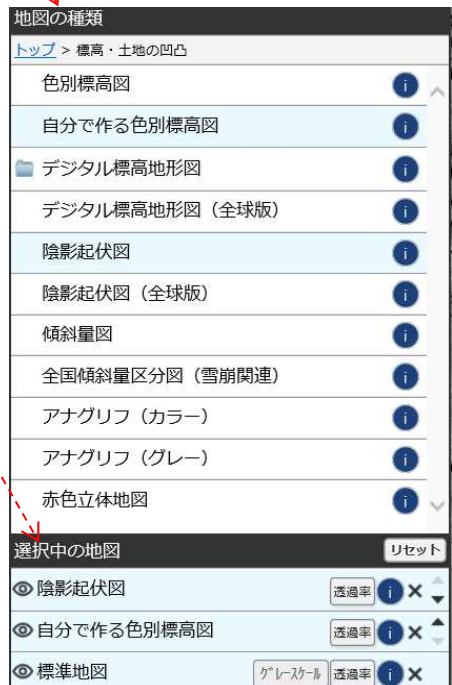 地図の種類
トップ > 標高・土地の凹凸
色別標高図
自分で作る色別標高図
デジタル標高地形図
デジタル標高地形図（全球版）
陰影起伏図
陰影起伏図（全球版）
傾斜量図
全国傾斜量区分図（雪崩関連）
アナグリフ（カラー）
アナグリフ（グレー）
赤色立体地図
選択中の地図 リセット
陰影起伏図 透過率
自分で作る色別標高図 透過率
標準地図 グレースケール 透過率